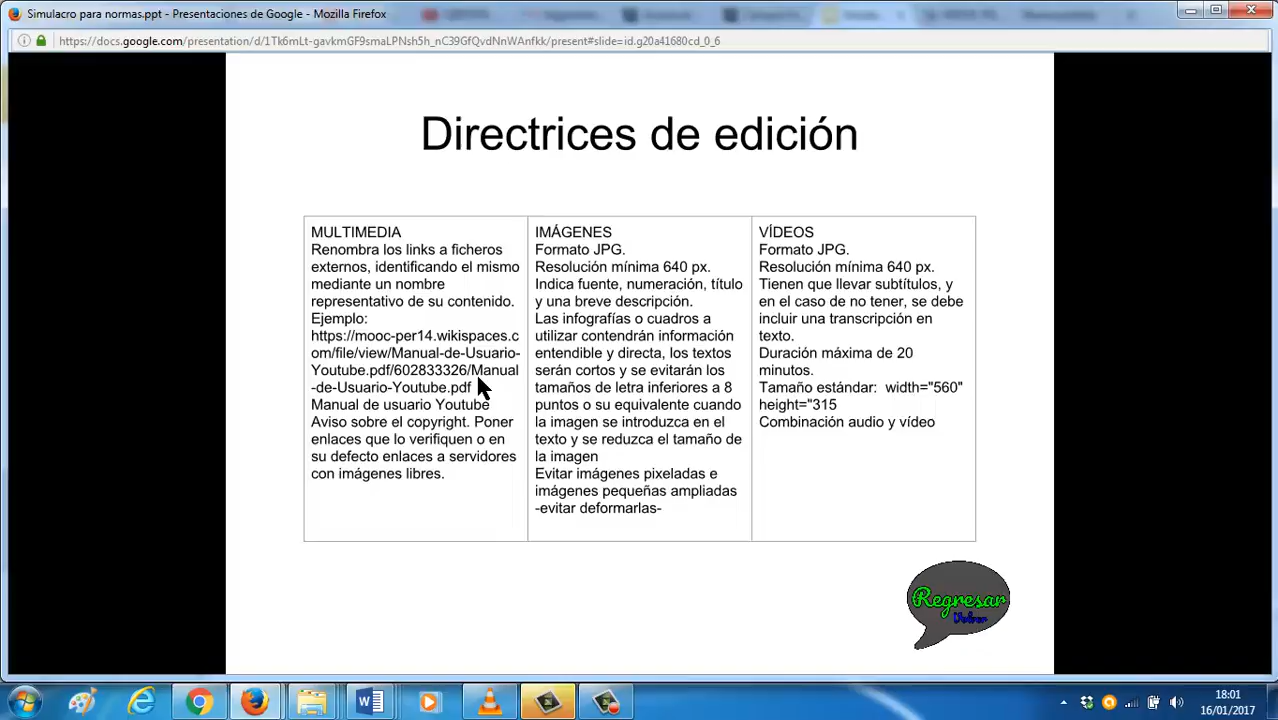 Simulacro para normas.ppt - Presentaciones de Google - Mozilla Firefox
https://docs.google.com/presentation/d/1Tk6mLt-gavkmGF9smaLPNsh5h_nC39GfQvdNnWAnfkk/present#slide=id.g20a41680cd_0_6
Directrices de edición
MULTIMEDIA
Renombra los links a ficheros
externos, identificando el mismo
mediante un nombre
representativo de su contenido.
Ejemplo:
https://mooc-per14.wikispaces.c
om/file/view/Manual-de-Usuario-
Youtube.pdf/602833326/Manual
-de-Usuario-Youtube.pdf
Manual de usuario Youtube
Aviso sobre el copyright. Poner
enlaces que lo verifiquen o en
su defecto enlaces a servidores
con imágenes libres.
IMÁGENES
Formato JPG.
Resolución mínima 640 px.
Indica fuente, numeración, título
y una breve descripción.
Las infografías o cuadros a
utilizar contendrán información
entendible y directa, los textos
serán cortos y se evitarán los
tamaños de letra inferiores a 8
puntos o su equivalente cuando
la imagen se introduzca en el
texto y se reduzca el tamaño de
la imagen
Evitar imágenes pixeladas e
imágenes pequeñas ampliadas
-evitar deformarlas-
VÍDEOS
Formato JPG.
Resolución mínima 640 px.
Tienen que llevar subtítulos, y
en el caso de no tener, se debe
incluir una transcripción en
texto.
Duración máxima de 20
minutos.
Tamaño estándar: width="560"
height="315
Combinación audio y vídeo
Regresar
Volver
18:01
16/01/2017